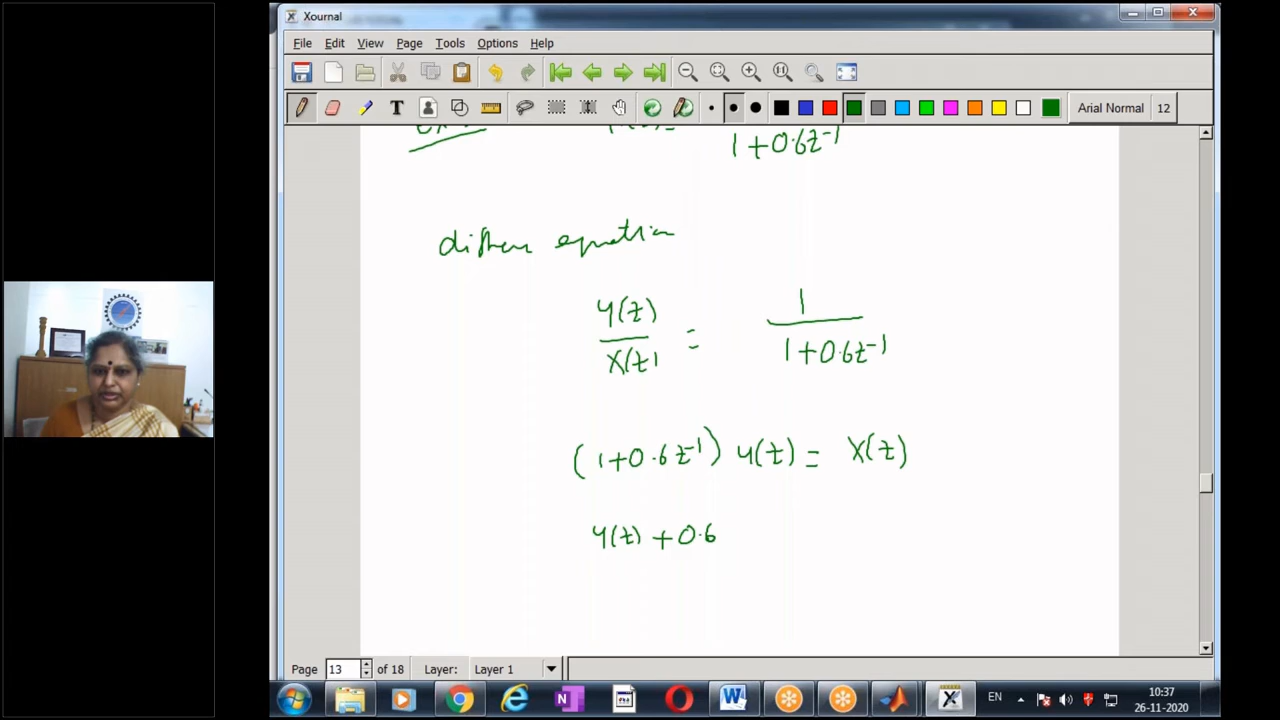 Xournal
File Edit View Page Tools Options Help
Arial Normal 12
1+0.6z⁻¹
equation
Y(z)
X(z)
=
1
1+0.6z⁻¹
(1+0.6z⁻¹) Y(z) = X(z)
Y(z) + 0.6
Page 13 of 18 Layer: Layer 1
EN
10:37
26-11-2020